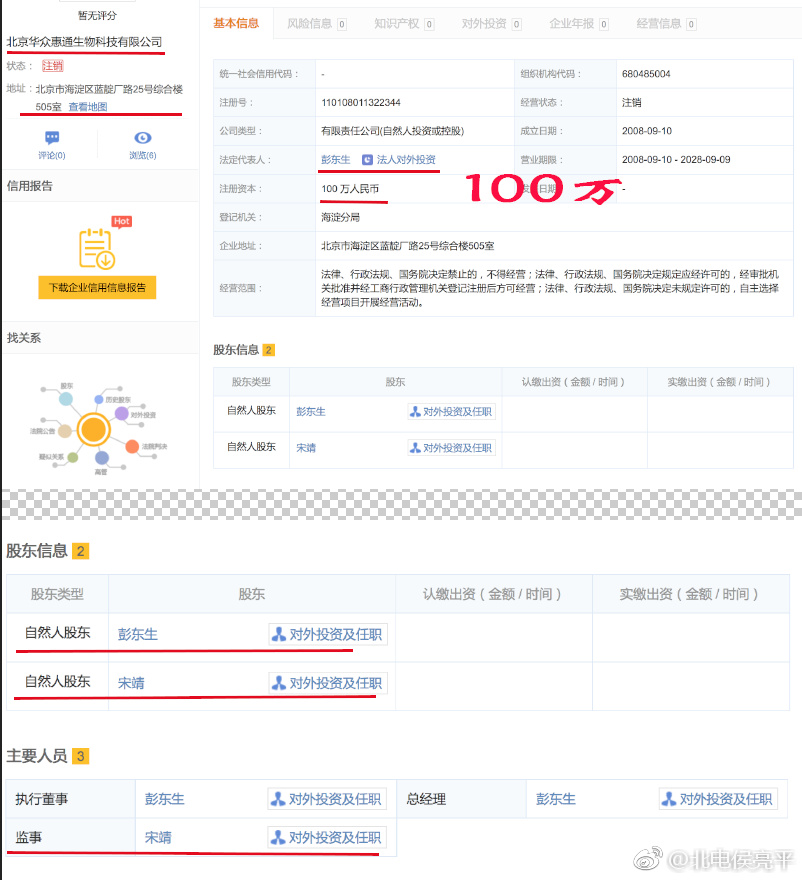 暂无评分
北京华众惠通生物科技有限公司
状态： 注销
地址： 北京市海淀区蓝靛厂路25号综合楼
505室 查看地图
评论(0) 浏览(6)
信用报告
Hot
下载企业信用信息报告
找关系
股东
历史股东
对外投资
法院公告
法院判决
疑似关系
高管
基本信息 风险信息 0 知识产权 0 对外投资 0 企业年报 0 经营信息 0
统一社会信用代码： - 组织机构代码： 680485004
注册号： 110108011322344 经营状态： 注销
公司类型： 有限责任公司(自然人投资或控股) 成立日期： 2008-09-10
法定代表人： 彭东生 法人对外投资 营业期限： 2008-09-10 - 2028-09-09
注册资本： 100 万人民币 发 日期 -
100 万
登记机关： 海淀分局
企业地址： 北京市海淀区蓝靛厂路25号综合楼505室
经营范围： 法律、行政法规、国务院决定禁止的，不得经营；法律、行政法规、国务院决定规定应经许可的，经审批机
关批准并经工商行政管理机关登记注册后方可经营；法律、行政法规、国务院决定未规定许可的，自主选择
经营项目开展经营活动。
股东信息 2
股东类型 股东 认缴出资（金额 / 时间） 实缴出资（金额 / 时间）
自然人股东 彭东生 对外投资及任职
自然人股东 宋靖 对外投资及任职
股东信息 2
股东类型 股东 认缴出资（金额 / 时间） 实缴出资（金额 / 时间）
自然人股东 彭东生 对外投资及任职
自然人股东 宋靖 对外投资及任职
主要人员 3
执行董事 彭东生 对外投资及任职 总经理 彭东生 对外投资及任职
监事 宋靖 对外投资及任职
@北电侯亮平